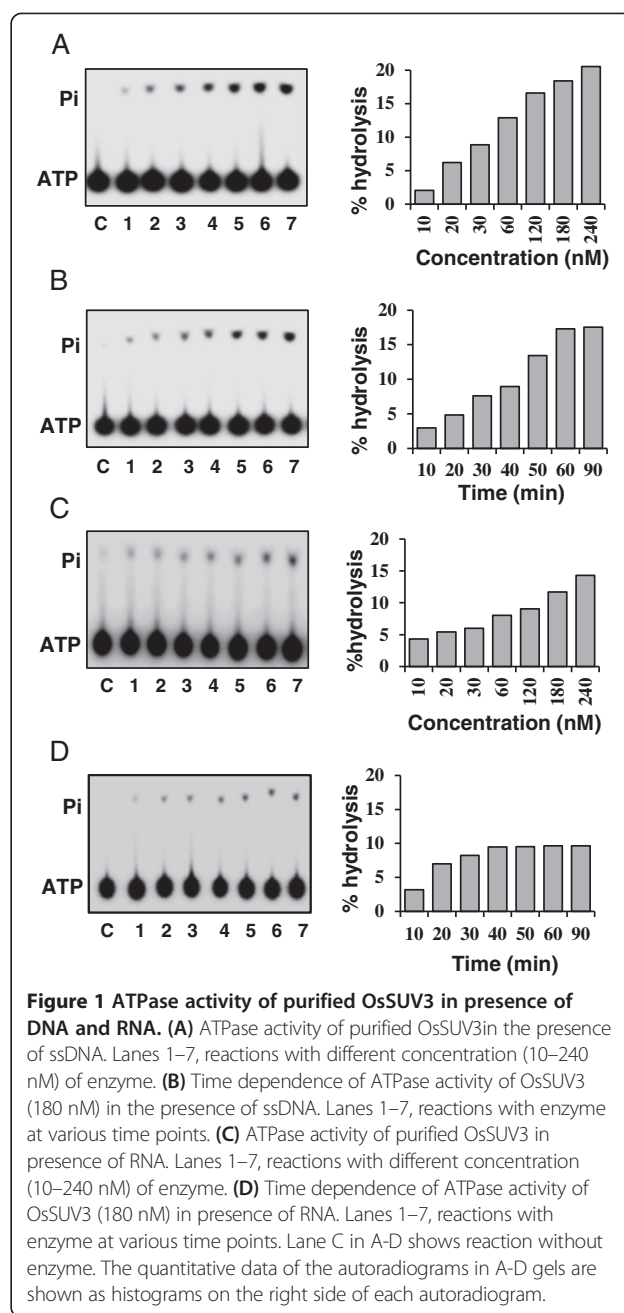 A
Pi
ATP
C 1 2 3 4 5 6 7
% hydrolysis
20
15
10
5
0
10 20 30 60 120 180 240
Concentration (nM)
B
Pi
ATP
C 1 2 3 4 5 6 7
% hydrolysis
20
15
10
5
0
10 20 30 40 50 60 90
Time (min)
C
Pi
ATP
C 1 2 3 4 5 6 7
%hydrolysis
20
15
10
5
0
10 20 30 60 120 180 240
Concentration (nM)
D
Pi
ATP
C 1 2 3 4 5 6 7
% hydrolysis
20
15
10
5
0
10 20 30 40 50 60 90
Time (min)
Figure 1 ATPase activity of purified OsSUV3 in presence of
DNA and RNA. (A) ATPase activity of purified OsSUV3in the presence
of ssDNA. Lanes 1–7, reactions with different concentration (10–240
nM) of enzyme. (B) Time dependence of ATPase activity of OsSUV3
(180 nM) in the presence of ssDNA. Lanes 1–7, reactions with enzyme
at various time points. (C) ATPase activity of purified OsSUV3 in
presence of RNA. Lanes 1–7, reactions with different concentration
(10–240 nM) of enzyme. (D) Time dependence of ATPase activity of
OsSUV3 (180 nM) in presence of RNA. Lanes 1–7, reactions with
enzyme at various time points. Lane C in A-D shows reaction without
enzyme. The quantitative data of the autoradiograms in A-D gels are
shown as histograms on the right side of each autoradiogram.